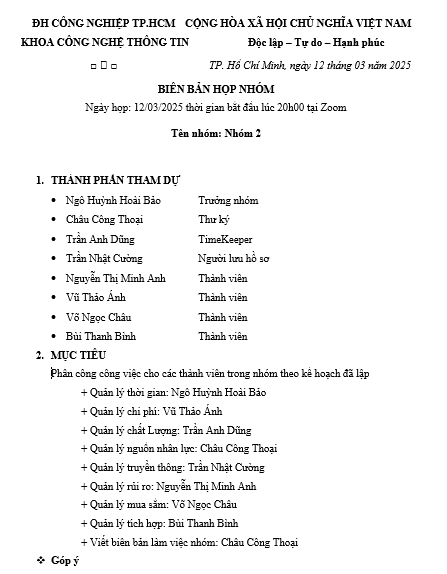 ĐH CÔNG NGHIỆP TP.HCM CỘNG HÒA XÃ HỘI CHỦ NGHĨA VIỆT NAM
KHOA CÔNG NGHỆ THÔNG TIN Độc lập – Tự do – Hạnh phúc
□ □ □ TP. Hồ Chí Minh, ngày 12 tháng 03 năm 2025
BIÊN BẢN HỌP NHÓM
Ngày họp: 12/03/2025 thời gian bắt đầu lúc 20h00 tại Zoom
Tên nhóm: Nhóm 2
1. THÀNH PHẦN THAM DỰ
• Ngô Huỳnh Hoài Bảo Trưởng nhóm
• Châu Công Thoại Thư ký
• Trần Anh Dũng TimeKeeper
• Trần Nhật Cường Người lưu hồ sơ
• Nguyễn Thị Minh Anh Thành viên
• Vũ Thảo Ánh Thành viên
• Võ Ngọc Châu Thành viên
• Bùi Thanh Bình Thành viên
2. MỤC TIÊU
Phân công công việc cho các thành viên trong nhóm theo kế hoạch đã lập
+ Quản lý thời gian: Ngô Huỳnh Hoài Bảo
+ Quản lý chi phí: Vũ Thảo Ánh
+ Quản lý chất Lượng: Trần Anh Dũng
+ Quản lý nguồn nhân lực: Châu Công Thoại
+ Quản lý truyền thông: Trần Nhật Cường
+ Quản lý rủi ro: Nguyễn Thị Minh Anh
+ Quản lý mua sắm: Võ Ngọc Châu
+ Quản lý tích hợp: Bùi Thanh Bình
+ Viết biên bản làm việc nhóm: Châu Công Thoại
❖ Góp ý